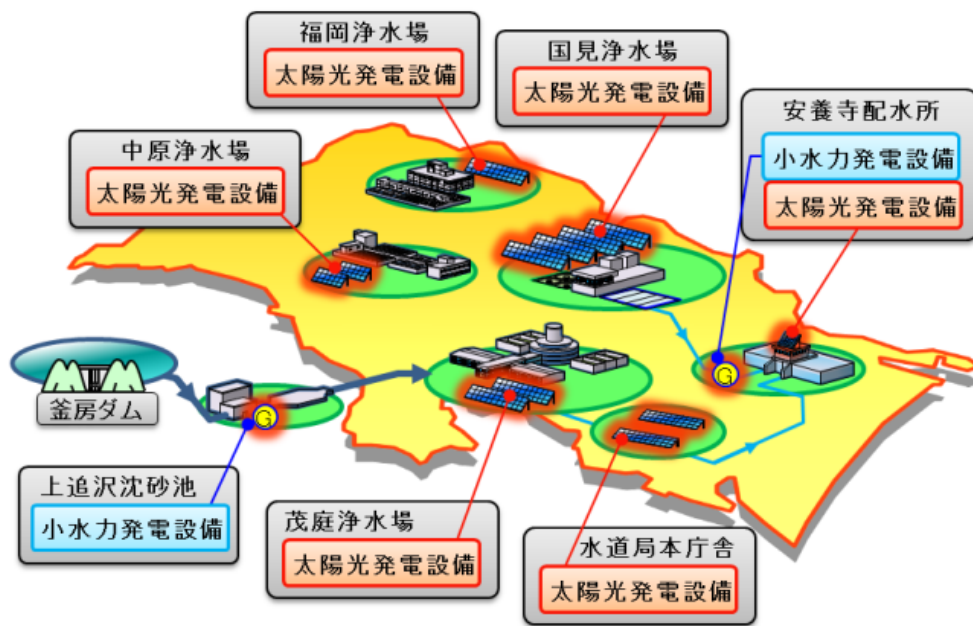 福岡浄水場
太陽光発電設備
国見浄水場
太陽光発電設備
安養寺配水所
小水力発電設備
太陽光発電設備
中原浄水場
太陽光発電設備
釜房ダム
G
G
上追沢沈砂池
小水力発電設備
茂庭浄水場
太陽光発電設備
水道局本庁舎
太陽光発電設備